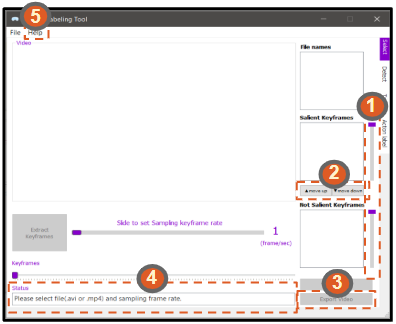 5
Labeling Tool
File Help
Video
File names
Select
Detect
1
Salient Keyframes
Action label
2
▲move up ▼move down
Extract
Keyframes
Side to set Sampling keyframe rate
1
(frame/sec)
Not Salient Keyframes
Keyframes
4
3
Status
Please select file(.avi or .mp4) and sampling frame rate.
Export Video